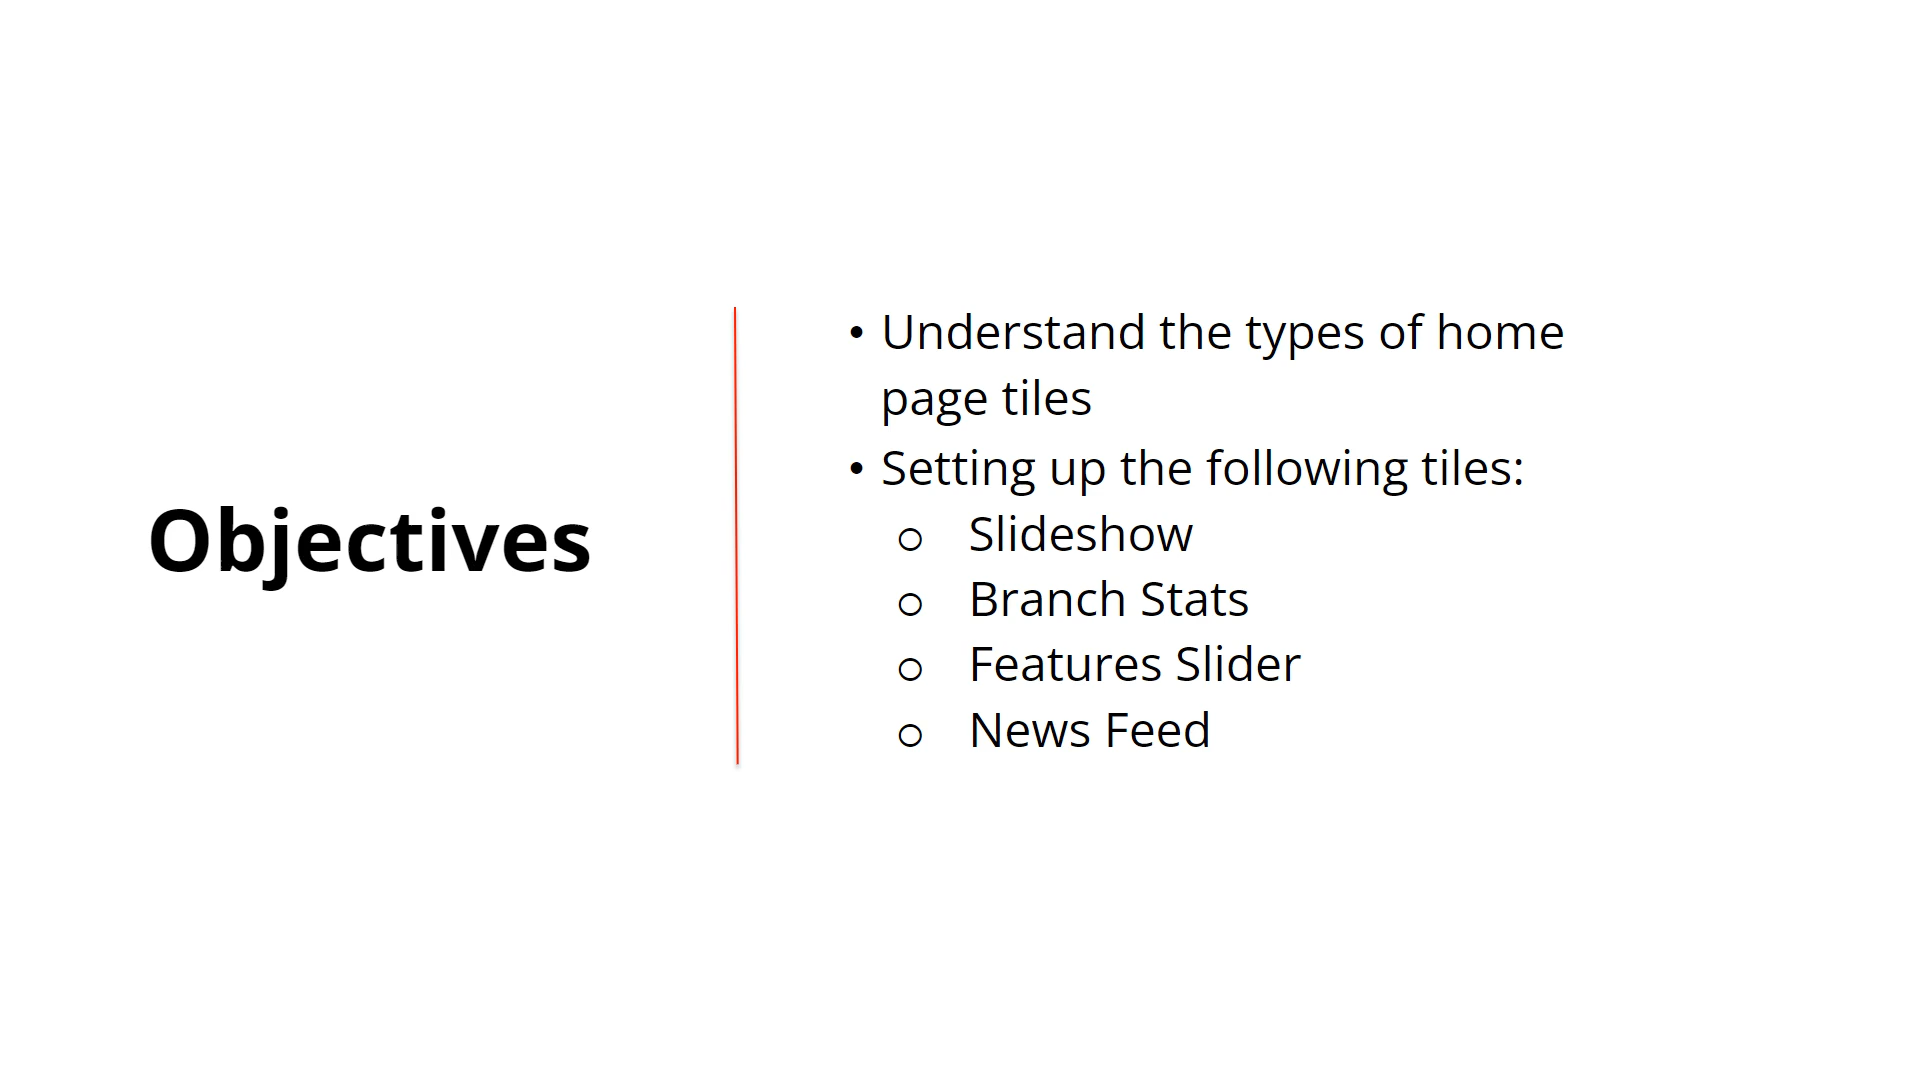 Objectives
• Understand the types of home
page tiles
• Setting up the following tiles:
○ Slideshow
○ Branch Stats
○ Features Slider
○ News Feed